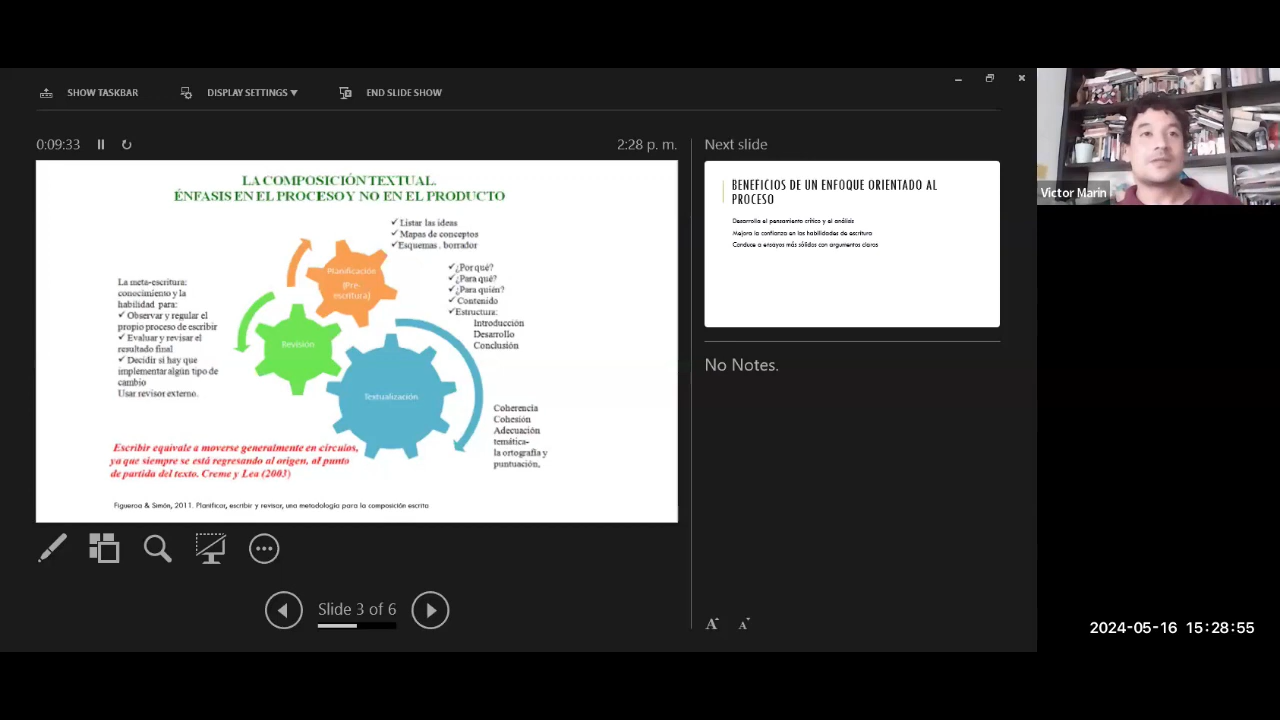 SHOW TASKBAR
DISPLAY SETTINGS ▼
END SLIDE SHOW
0:09:33
2:28 p. m.
LA COMPOSICIÓN TEXTUAL.
ÉNFASIS EN EL PROCESO Y NO EN EL PRODUCTO
✓ Listar las ideas
✓ Mapas de conceptos
✓Esquemas . borrador
Planificación
(Pre-
escritura)
✓¿Por qué?
✓¿Para qué?
✓¿Para quién?
✓ Contenido
✓Estructura:
Introducción
Desarrollo
Conclusión
La meta-escritura:
conocimiento y la
habilidad para:
✓ Observar y regular el
propio proceso de escribir
✓ Evaluar y revisar el
resultado final
✓ Decidir si hay que
implementar algún tipo de
cambio
Usar revisor externo.
Revisión
Textualización
Coherencia
Cohesión
Adecuación
temática-
la ortografía y
puntuación,
Escribir equivale a moverse generalmente en círculos,
ya que siempre se está regresando al origen, al punto
de partida del texto. Creme y Lea (2003)
Figueroa & Simón, 2011. Planificar, escribir y revisar, una metodología para la composición escrita
Slide 3 of 6
Next slide
BENEFICIOS DE UN ENFOQUE ORIENTADO AL
PROCESO
Desarrolla el pensamiento crítico y el análisis
Mejora la confianza en las habilidades de escritura
Conduce a ensayos más sólidos con argumentos claros
No Notes.
A A
Victor Marin
2024-05-16 15:28:55